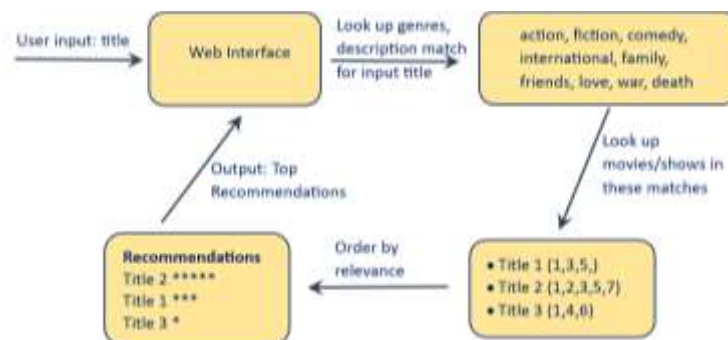 User input: title
Web Interface
Look up genres,
description match
for input title
action, fiction, comedy,
international, family,
friends, love, war, death
Look up
movies/shows in
these matches
• Title 1 (1,3,5,)
• Title 2 (1,2,3,5,7)
• Title 3 (1,4,6)
Order by
relevance
Recommendations
Title 2 *****
Title 1 ***
Title 3 *
Output: Top
Recommendations